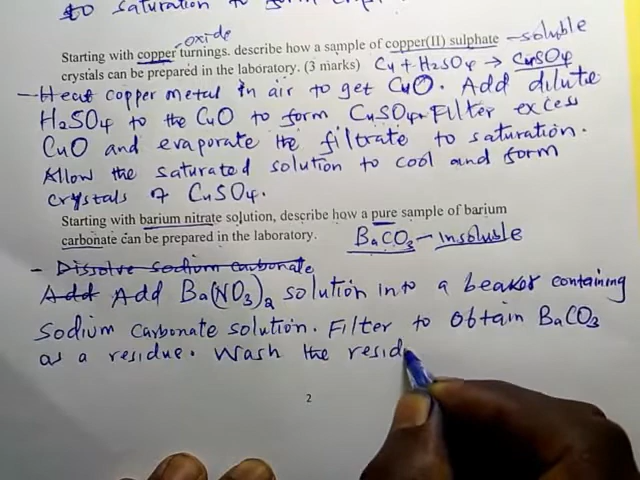 to saturation to form
- oxide
Starting with copper turnings. describe how a sample of copper(II) sulphate - soluble
crystals can be prepared in the laboratory. (3 marks) Cu + H2SO4 → CuSO4
- Heat copper metal in air to get CuO. Add dilute
H2SO4 to the CuO to form CuSO4. Filter excess
CuO and evaporate the filtrate to saturation.
Allow the saturated solution to cool and form
crystals of CuSO4.
Starting with barium nitrate solution, describe how a pure sample of barium
carbonate can be prepared in the laboratory. BaCO3 - insoluble
- Dissolve sodium carbonate
Add Add Ba(NO3)2 solution into a beaker containing
Sodium carbonate solution. Filter to obtain BaCO3
as a residue. Wash the resid
2